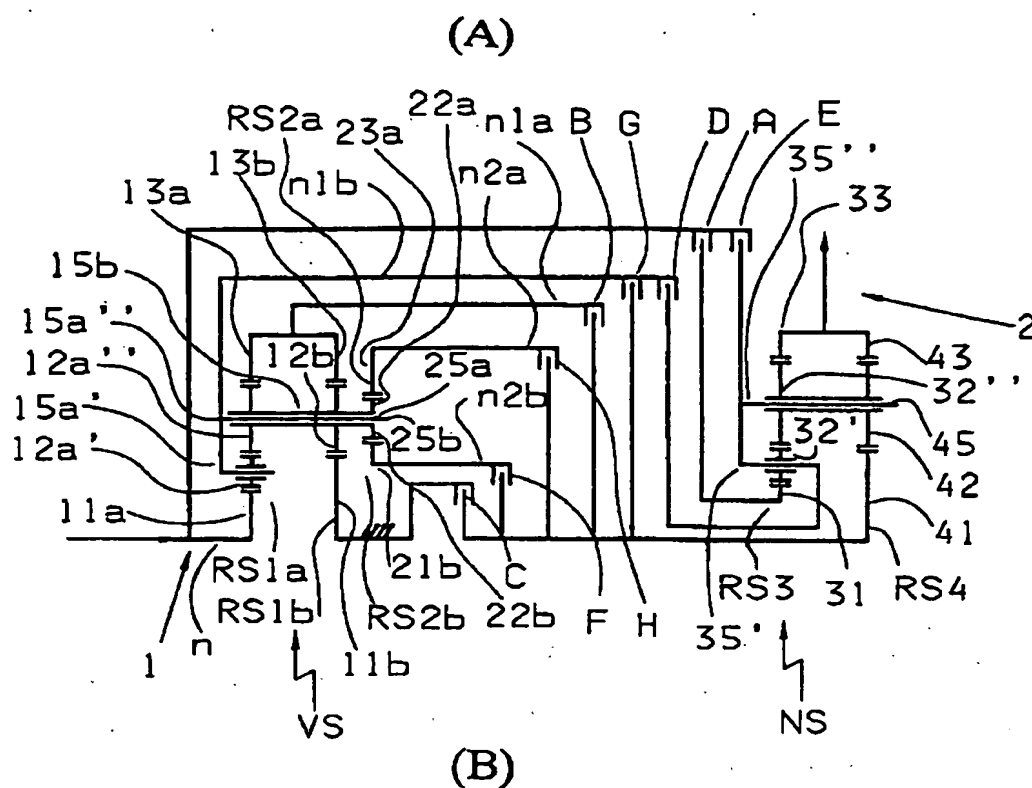 (A)
22a
RS2a 23a n1a B G D A E
13b n2a 35''
13a n1b 33
15b
15a''
12a'' 12b 25a 43 2
15a' n2b 32''
12a' 25b 32' 45
42
11a 41
RS1a 21b C RS3 31 RS4
RS1b RS2b 22b F H 35'
1 n 11b
VS NS
(B)